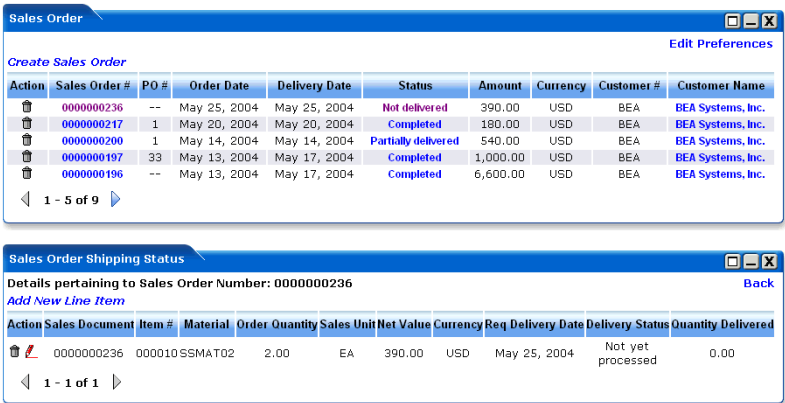 Sales Order
Edit Preferences
Create Sales Order
Action Sales Order # PO # Order Date Delivery Date Status Amount Currency Customer # Customer Name
0000000236 -- May 25, 2004 May 25, 2004 Not delivered 390.00 USD BEA BEA Systems, Inc.
0000000217 1 May 20, 2004 May 20, 2004 Completed 180.00 USD BEA BEA Systems, Inc.
0000000200 1 May 14, 2004 May 14, 2004 Partially delivered 540.00 USD BEA BEA Systems, Inc.
0000000197 33 May 13, 2004 May 17, 2004 Completed 1,000.00 USD BEA BEA Systems, Inc.
0000000196 -- May 13, 2004 May 17, 2004 Completed 6,600.00 USD BEA BEA Systems, Inc.
1 - 5 of 9
Sales Order Shipping Status
Details pertaining to Sales Order Number: 0000000236 Back
Add New Line Item
Action Sales Document Item # Material Order Quantity Sales Unit Net Value Currency Req Delivery Date Delivery Status Quantity Delivered
0000000236 000010 SSMAT02 2.00 EA 390.00 USD May 25, 2004 Not yet processed 0.00
1 - 1 of 1